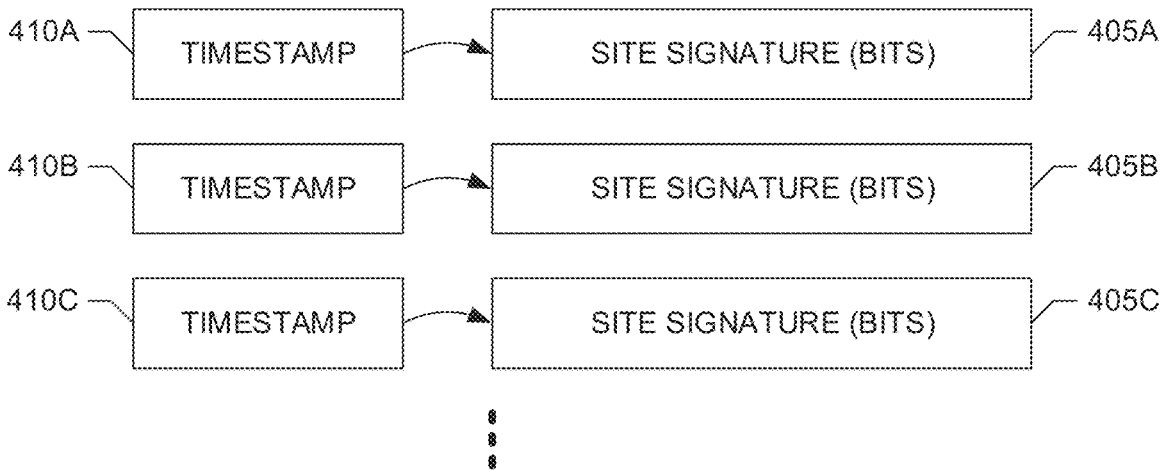 410A TIMESTAMP SITE SIGNATURE (BITS) 405A
410B TIMESTAMP SITE SIGNATURE (BITS) 405B
410C TIMESTAMP SITE SIGNATURE (BITS) 405C